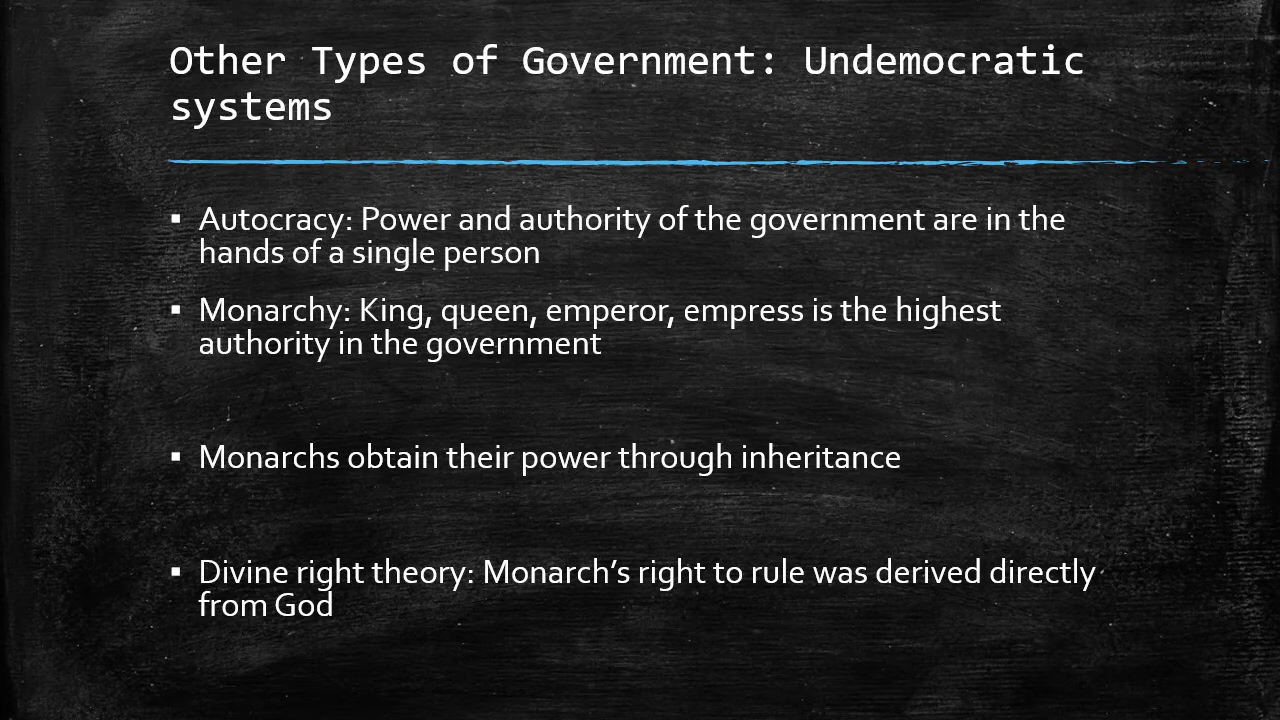 Other Types of Government: Undemocratic
systems
▪ Autocracy: Power and authority of the government are in the
hands of a single person
▪ Monarchy: King, queen, emperor, empress is the highest
authority in the government
▪ Monarchs obtain their power through inheritance
▪ Divine right theory: Monarch’s right to rule was derived directly
from God